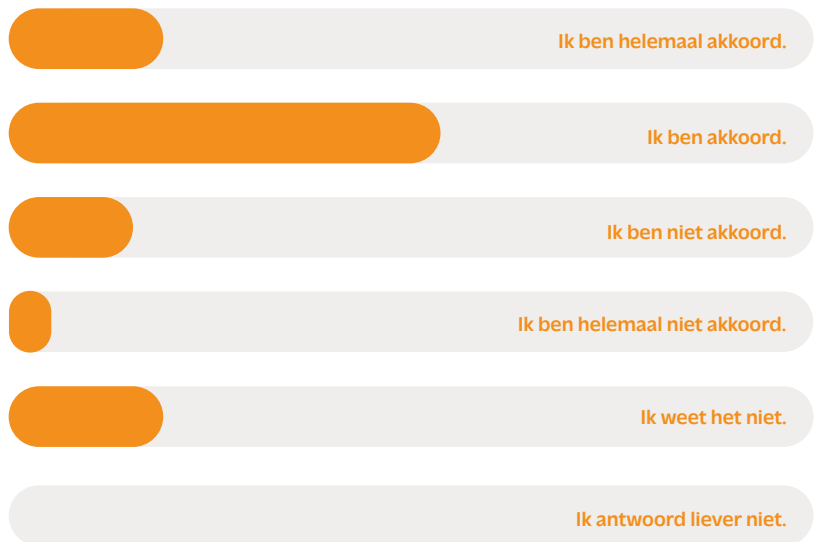 Ik ben helemaal akkoord.
Ik ben akkoord.
Ik ben niet akkoord.
Ik ben helemaal niet akkoord.
Ik weet het niet.
Ik antwoord liever niet.